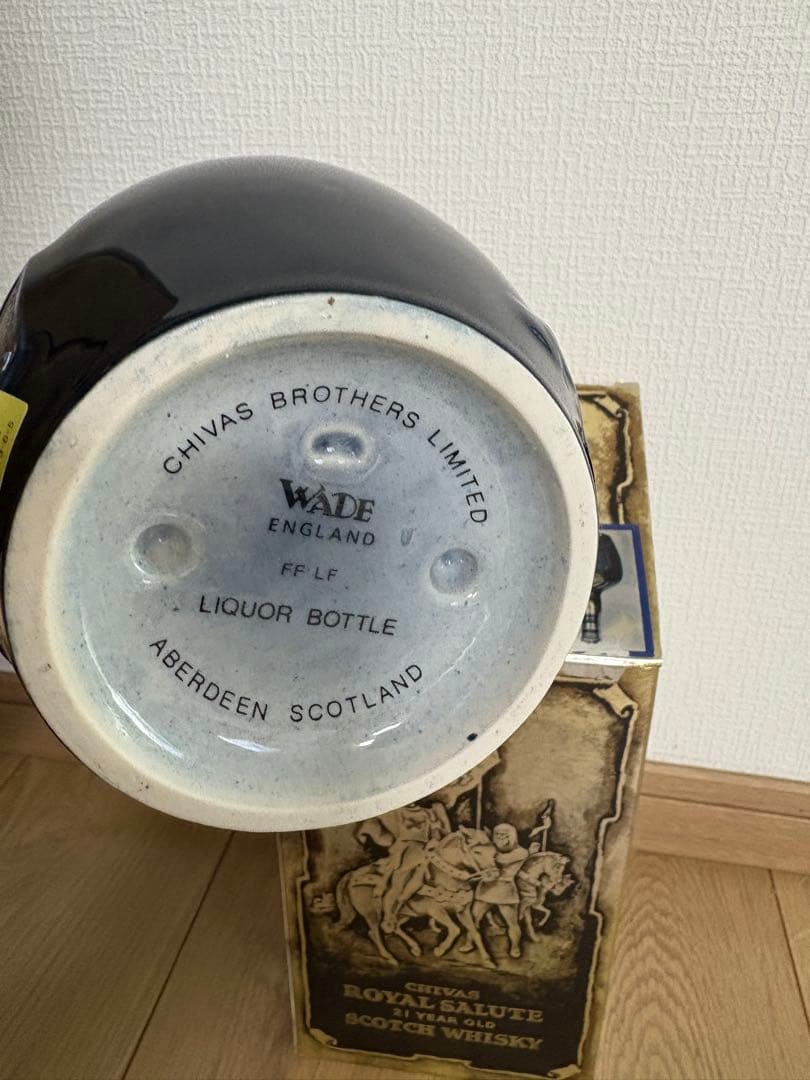 CHIVAS BROTHERS LIMITED
WADE
ENGLAND
FF LF
LIQUOR BOTTLE
ABERDEEN SCOTLAND
CHIVAS
ROYAL SALUTE
21 YEAR OLD
SCOTCH WHISKY